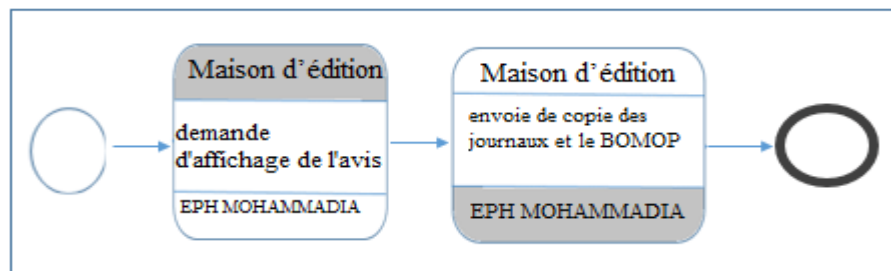 Maison d'édition
demande
d'affichage de l'avis
EPH MOHAMMADIA
Maison d'édition
envoie de copie des
journaux et le BOMOP
EPH MOHAMMADIA